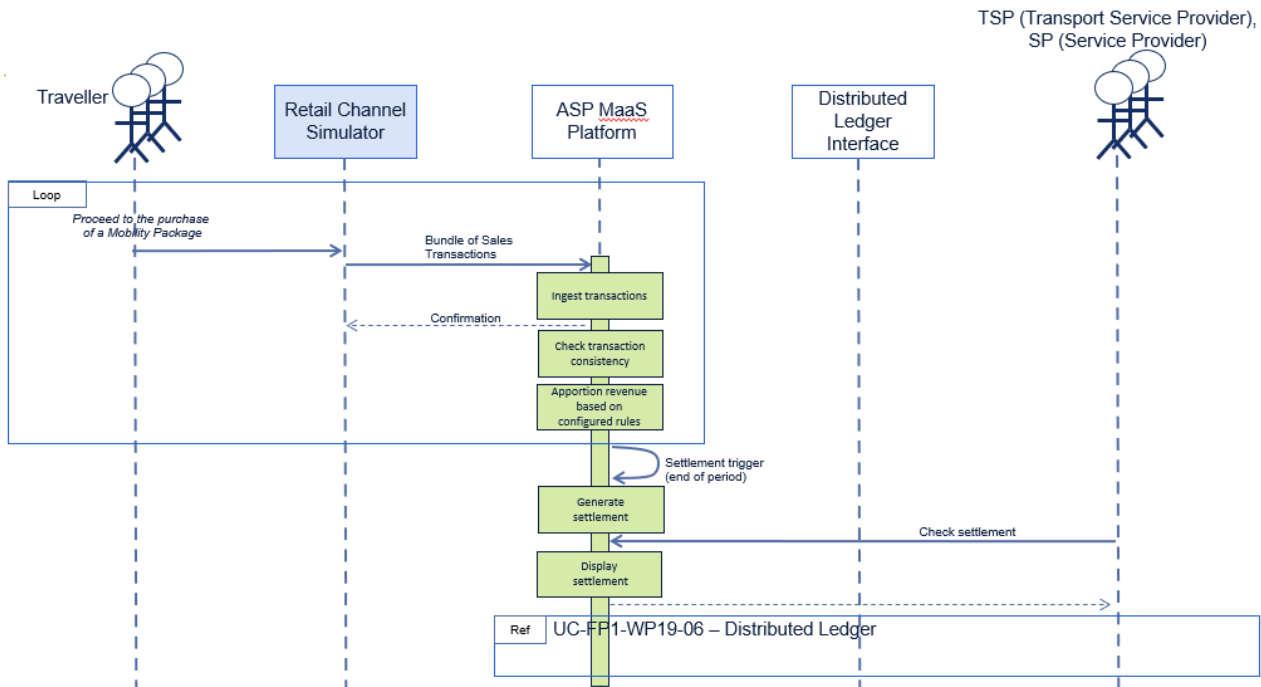 TSP (Transport Service Provider),
SP (Service Provider)
Traveller
Retail Channel
Simulator
ASP MaaS
Platform
Distributed
Ledger
Interface
Loop
Proceed to the purchase
of a Mobility Package
Bundle of Sales
Transactions
Ingest transactions
Confirmation
Check transaction
consistency
Apportion revenue
based on
configured rules
Settlement trigger
(end of period)
Generate
settlement
Check settlement
Display
settlement
Ref
UC-FP1-WP19-06 – Distributed Ledger